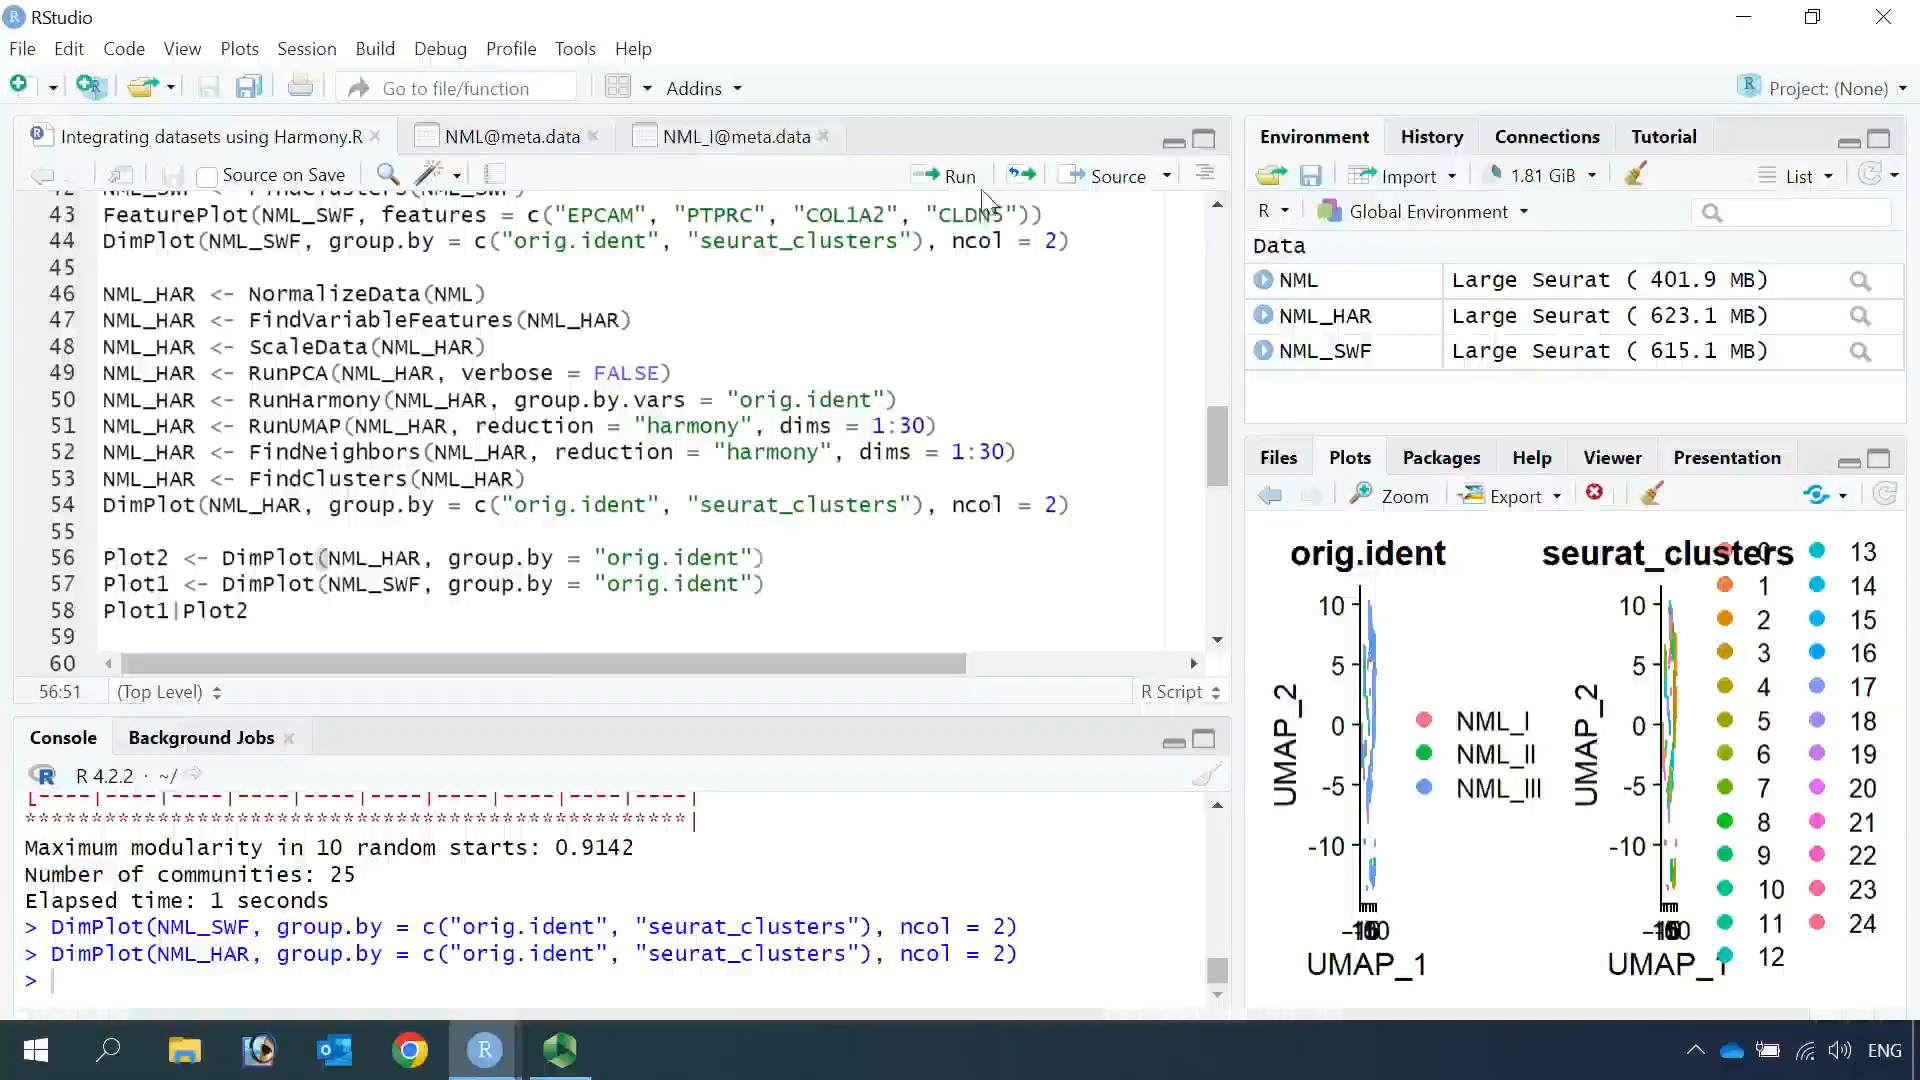 RStudio
File Edit Code View Plots Session Build Debug Profile Tools Help
Go to file/function Addins Project: (None)
Integrating datasets using Harmony.R NML@meta.data NML_I@meta.data
Source on Save Run Source
42 NML_SWF <- FindClusters(NML_SWF)
43 FeaturePlot(NML_SWF, features = c("EPCAM", "PTPRC", "COL1A2", "CLDN5"))
44 DimPlot(NML_SWF, group.by = c("orig.ident", "seurat_clusters"), ncol = 2)
45
46 NML_HAR <- NormalizeData(NML)
47 NML_HAR <- FindVariableFeatures(NML_HAR)
48 NML_HAR <- ScaleData(NML_HAR)
49 NML_HAR <- RunPCA(NML_HAR, verbose = FALSE)
50 NML_HAR <- RunHarmony(NML_HAR, group.by.vars = "orig.ident")
51 NML_HAR <- RunUMAP(NML_HAR, reduction = "harmony", dims = 1:30)
52 NML_HAR <- FindNeighbors(NML_HAR, reduction = "harmony", dims = 1:30)
53 NML_HAR <- FindClusters(NML_HAR)
54 DimPlot(NML_HAR, group.by = c("orig.ident", "seurat_clusters"), ncol = 2)
55
56 Plot2 <- DimPlot(NML_HAR, group.by = "orig.ident")
57 Plot1 <- DimPlot(NML_SWF, group.by = "orig.ident")
58 Plot1|Plot2
59
60
56:51 (Top Level) R Script
Console Background Jobs
R 4.2.2 · ~/
[----|----|----|----|----|----|----|----|----|----|
**************************************************|
Maximum modularity in 10 random starts: 0.9142
Number of communities: 25
Elapsed time: 1 seconds
> DimPlot(NML_SWF, group.by = c("orig.ident", "seurat_clusters"), ncol = 2)
> DimPlot(NML_HAR, group.by = c("orig.ident", "seurat_clusters"), ncol = 2)
>
Environment History Connections Tutorial
Import 1.81 GiB List
R Global Environment
Data
NML Large Seurat ( 401.9 MB)
NML_HAR Large Seurat ( 623.1 MB)
NML_SWF Large Seurat ( 615.1 MB)
Files Plots Packages Help Viewer Presentation
Zoom Export
orig.ident
10
5
0
-5
-10
UMAP_2
UMAP_1
NML_I
NML_II
NML_III
seurat_clusters
10
5
0
-5
-10
UMAP_2
UMAP_1
0 13
1 14
2 15
3 16
4 17
5 18
6 19
7 20
8 21
9 22
10 23
11 24
12
ENG